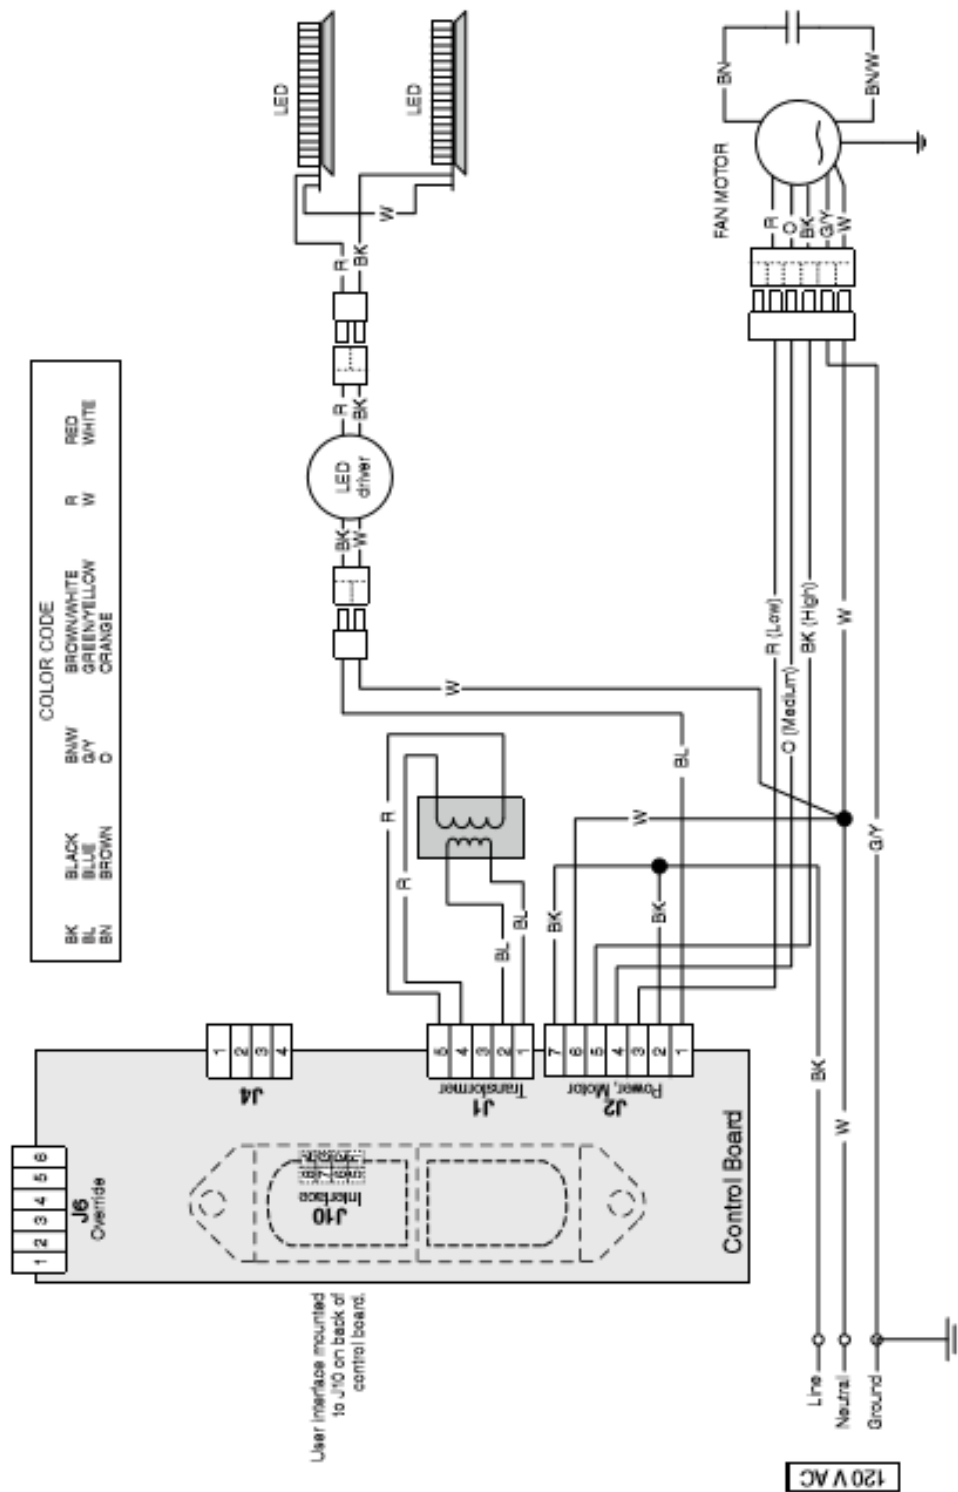 COLOR CODE
BK BLACK BN/W BROWN/WHITE R RED
BL BLUE G/Y GREEN/YELLOW W WHITE
BN BROWN O ORANGE
LED
LED
R
BK
W
R
BK
LED
driver
BK
W
W
BL
FAN MOTOR
BN
BN/W
R
O
BK
G/Y
W
R (Low)
O (Medium)
BK (High)
W
G/Y
R
R
BL
BL
BK
W
BK
J6
Override
1 2 3 4 5 6
J4
1
2
3
4
J1
Transformer
5
4
3
2
1
J2
Power, Motor
7
6
5
4
3
2
1
J10
Interface
Control Board
User interface mounted
to J10 on back of
control board.
BK
W
Line
Neutral
Ground
120 V AC